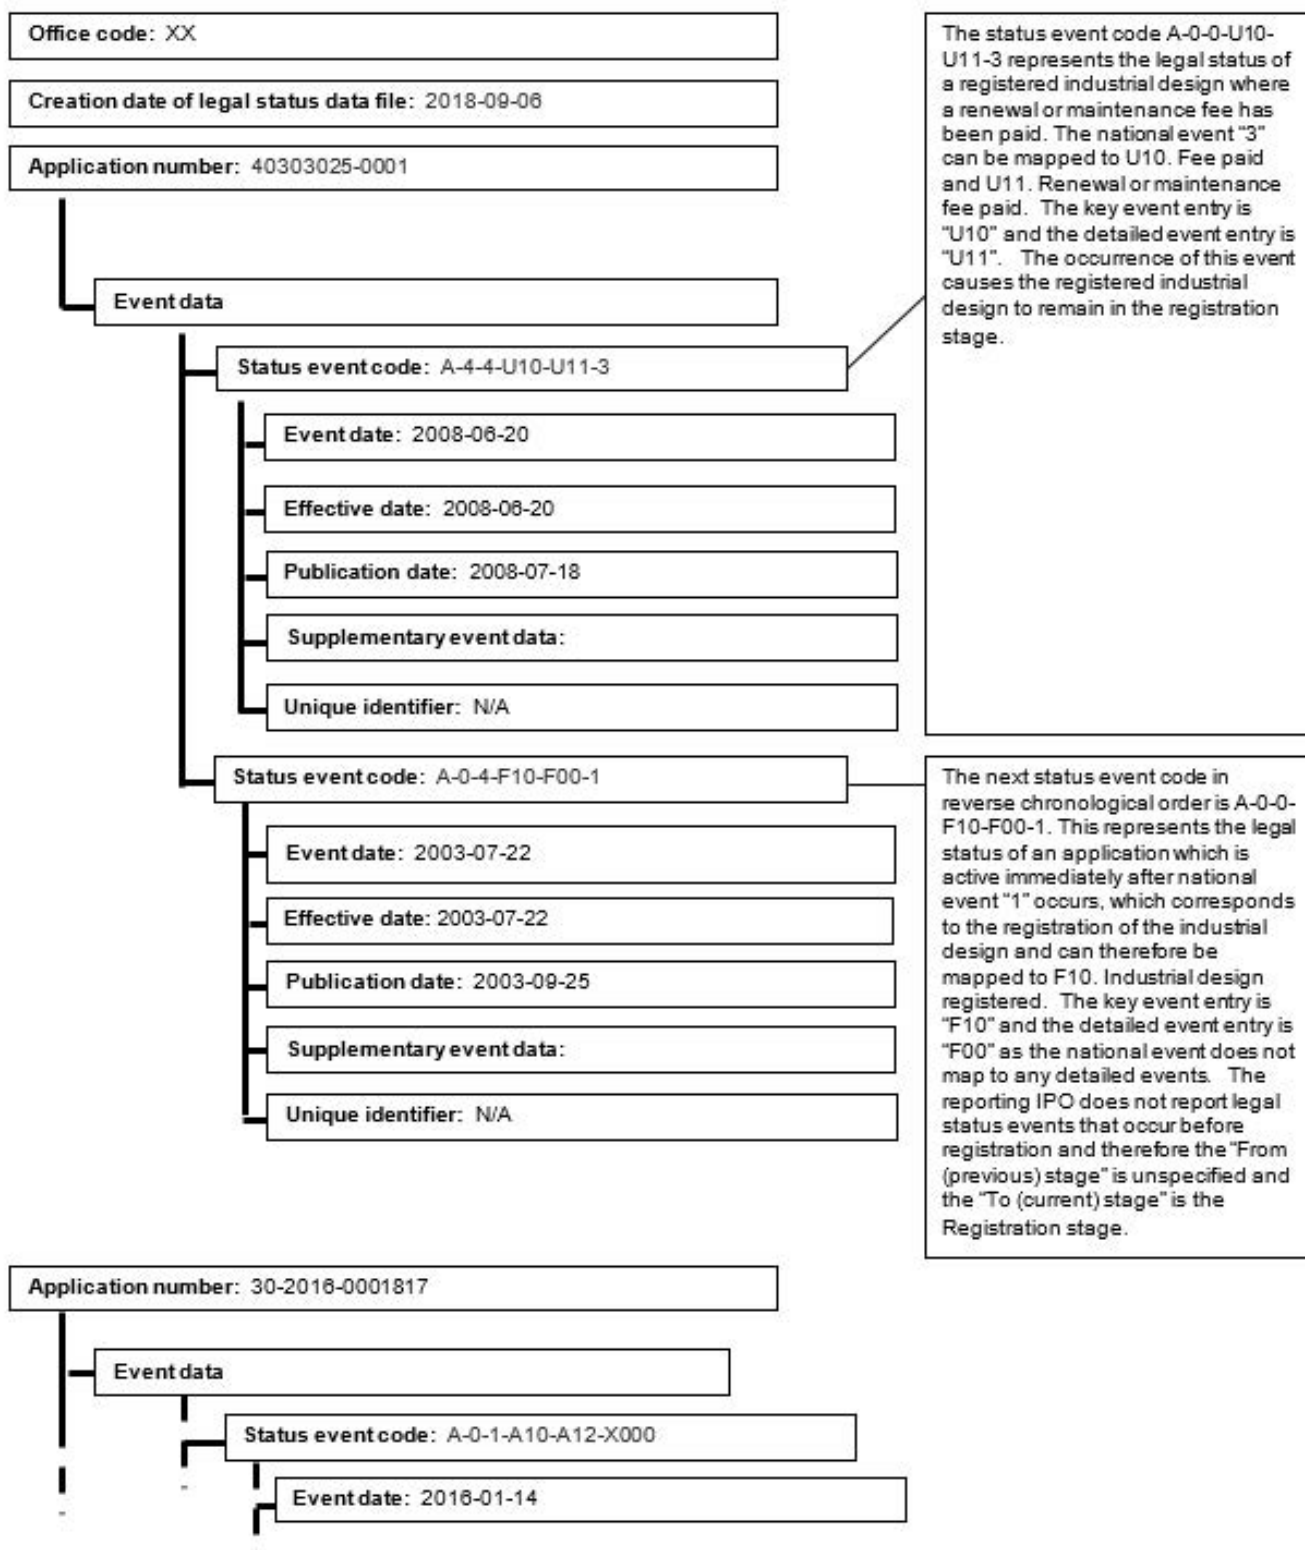 Office code: XX
Creation date of legal status data file: 2018-09-06
Application number: 40303025-0001
Event data
Status event code: A-4-4-U10-U11-3
Event date: 2008-06-20
Effective date: 2008-06-20
Publication date: 2008-07-18
Supplementary event data:
Unique identifier: N/A
The status event code A-0-0-U10-
U11-3 represents the legal status of
a registered industrial design where
a renewal or maintenance fee has
been paid. The national event "3"
can be mapped to U10. Fee paid
and U11. Renewal or maintenance
fee paid. The key event entry is
"U10" and the detailed event entry is
"U11". The occurrence of this event
causes the registered industrial
design to remain in the registration
stage.
Status event code: A-0-4-F10-F00-1
Event date: 2003-07-22
Effective date: 2003-07-22
Publication date: 2003-09-25
Supplementary event data:
Unique identifier: N/A
The next status event code in
reverse chronological order is A-0-0-
F10-F00-1. This represents the legal
status of an application which is
active immediately after national
event "1" occurs, which corresponds
to the registration of the industrial
design and can therefore be
mapped to F10. Industrial design
registered. The key event entry is
"F10" and the detailed event entry is
"F00" as the national event does not
map to any detailed events. The
reporting IPO does not report legal
status events that occur before
registration and therefore the "From
(previous) stage" is unspecified and
the "To (current) stage" is the
Registration stage.
Application number: 30-2016-0001817
Event data
Status event code: A-0-1-A10-A12-X000
Event date: 2016-01-14